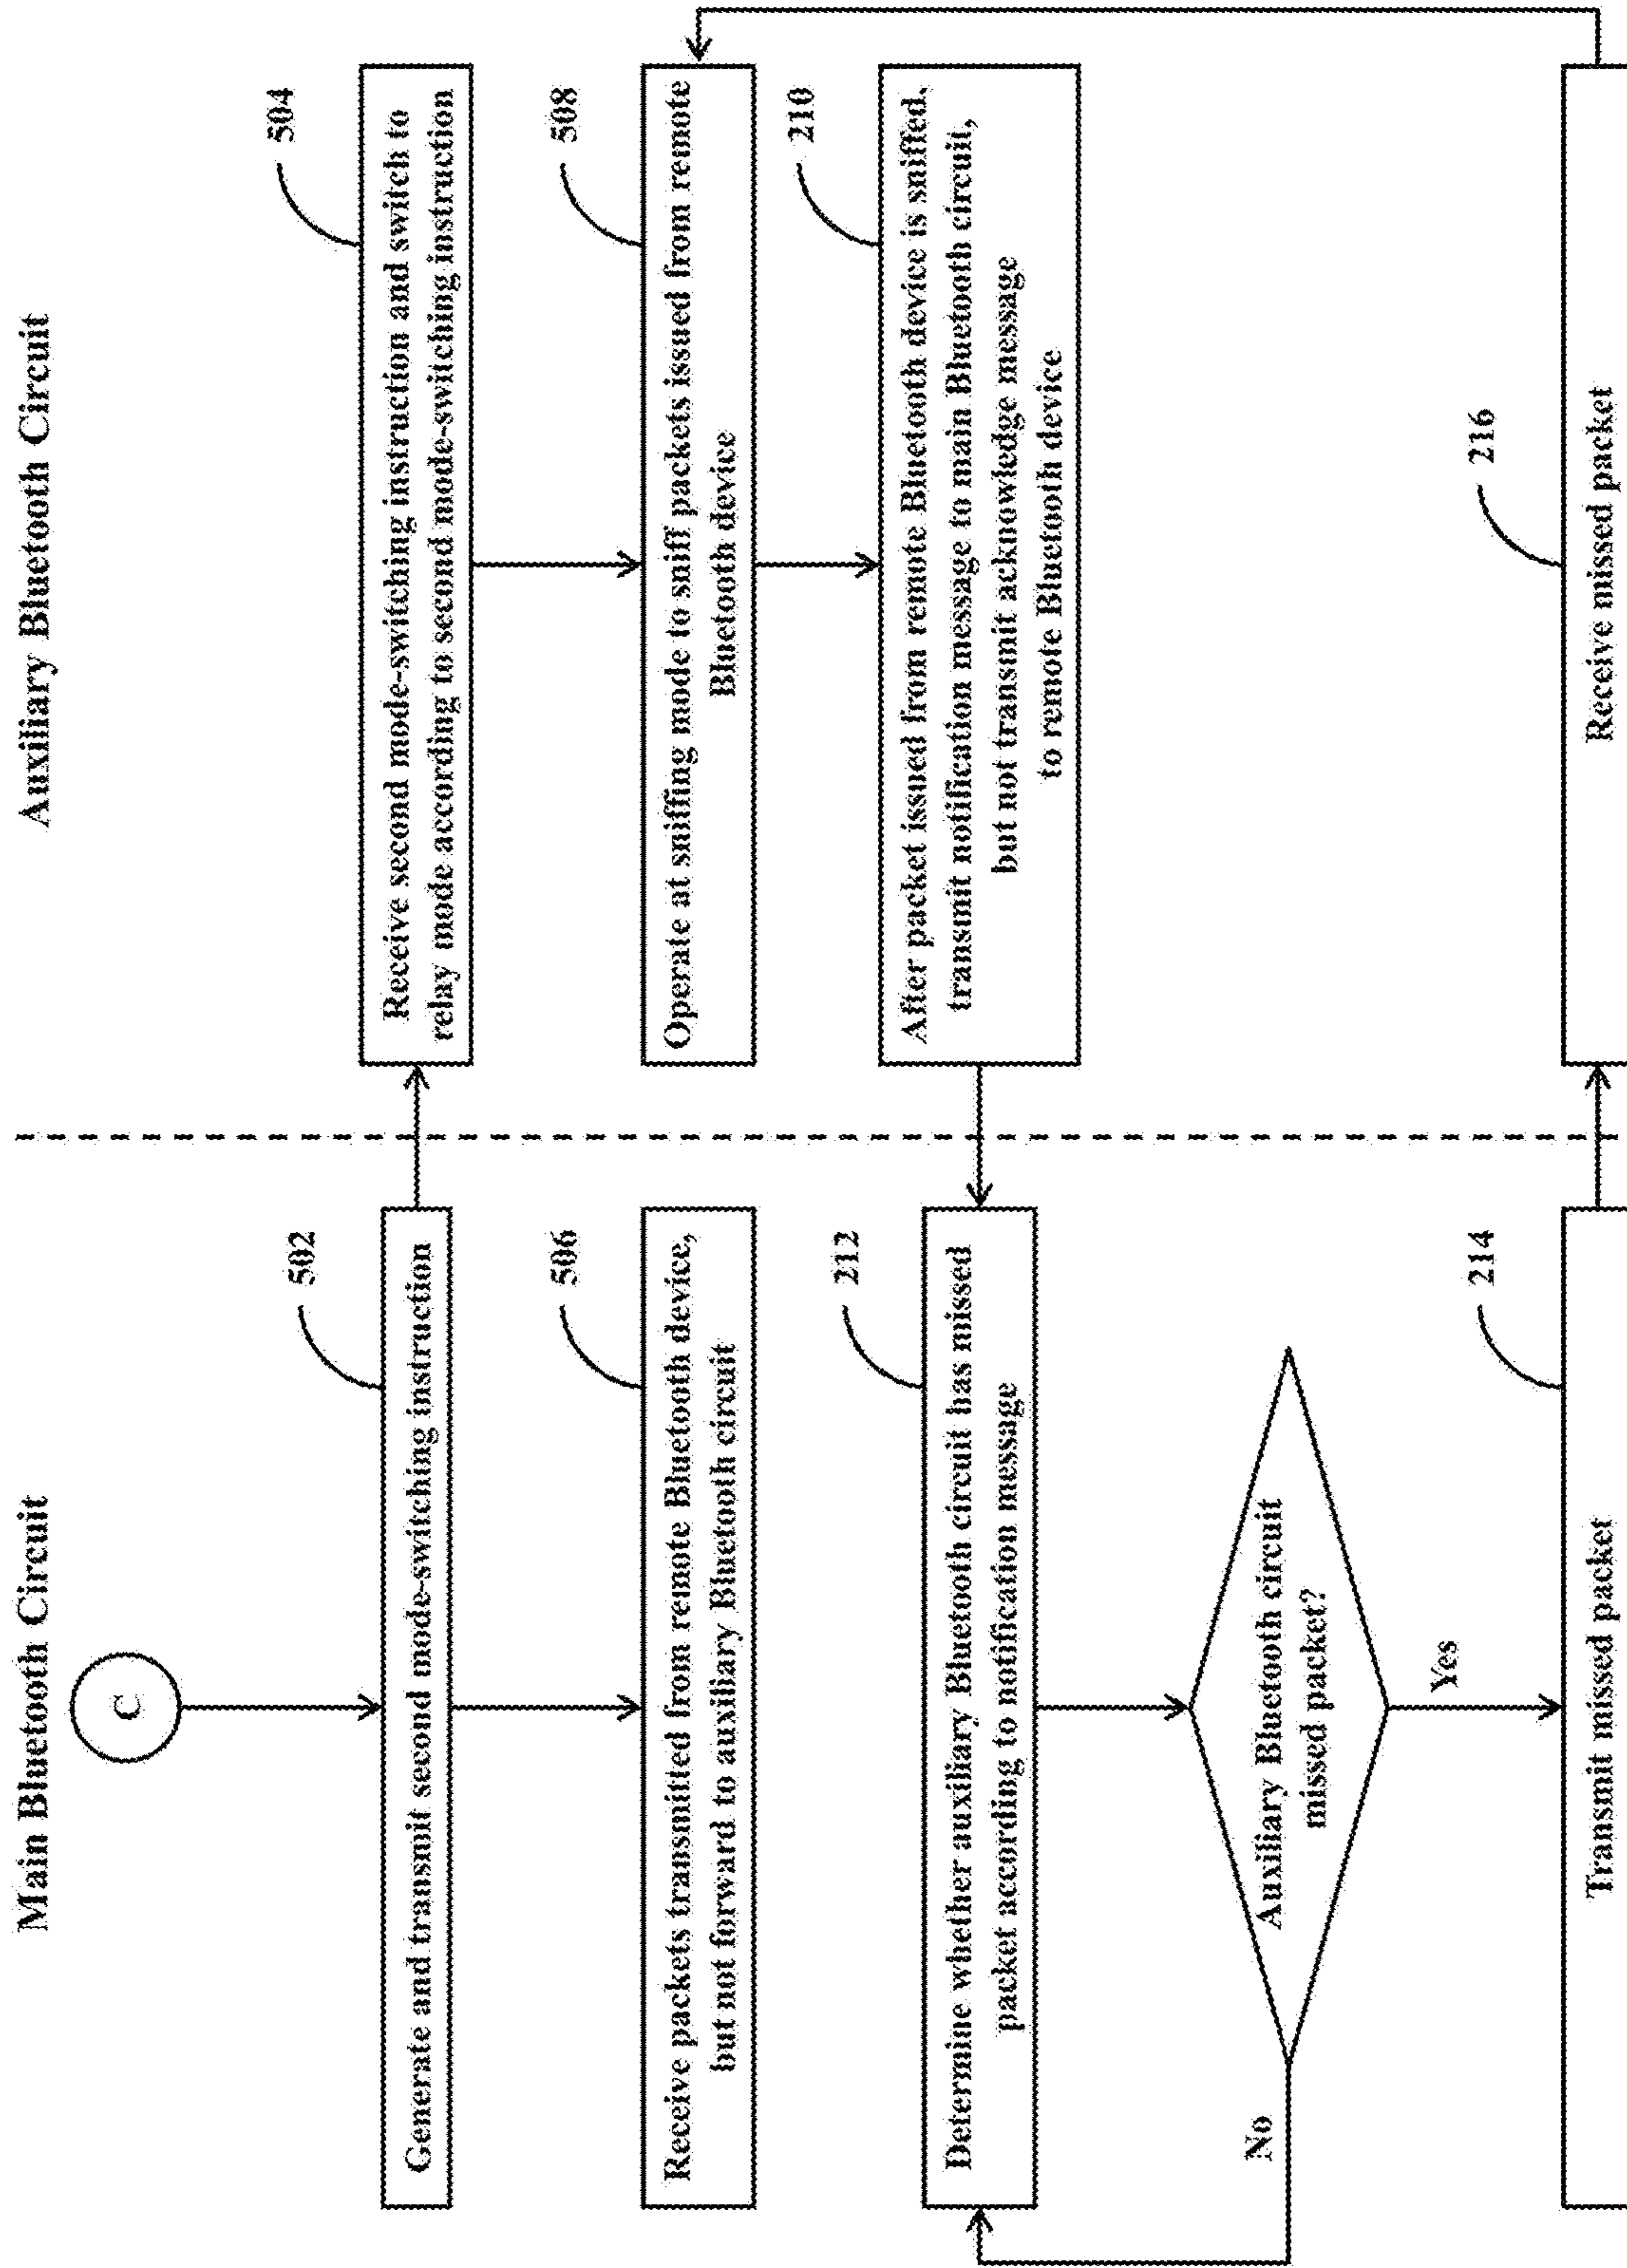 Main Bluetooth Circuit
Auxiliary Bluetooth Circuit
C
502
Generate and transmit second mode-switching instruction
504
Receive second mode-switching instruction and switch to
relay mode according to second mode-switching instruction
506
Receive packets transmitted from remote Bluetooth device,
but not forward to auxiliary Bluetooth circuit
508
Operate at sniffing mode to sniff packets issued from remote
Bluetooth device
210
After packet issued from remote Bluetooth device is sniffed,
transmit notification message to main Bluetooth circuit,
but not transmit acknowledge message
to remote Bluetooth device
212
Determine whether auxiliary Bluetooth circuit has missed
packet according to notification message
Auxiliary Bluetooth circuit
missed packet?
No
Yes
214
Transmit missed packet
216
Receive missed packet